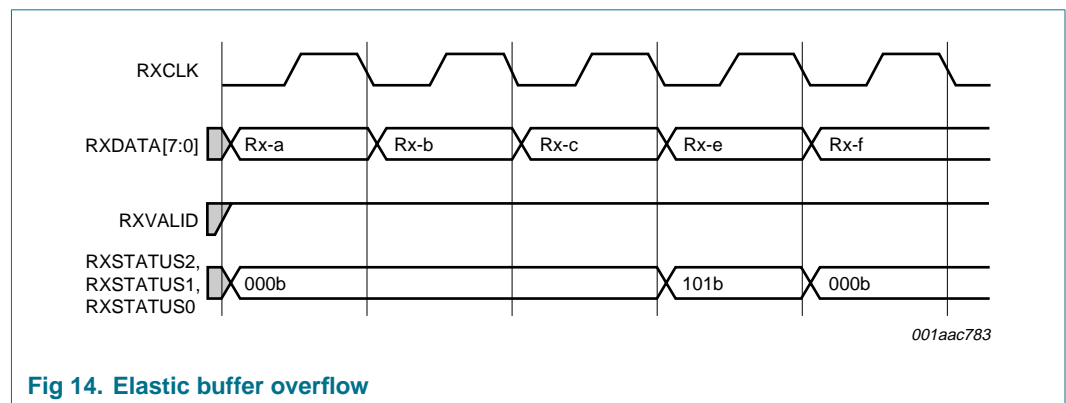 RXCLK
RXDATA[7:0] Rx-a Rx-b Rx-c Rx-e Rx-f
RXVALID
RXSTATUS2,
RXSTATUS1,
RXSTATUS0
000b 101b 000b
001aac783
Fig 14. Elastic buffer overflow